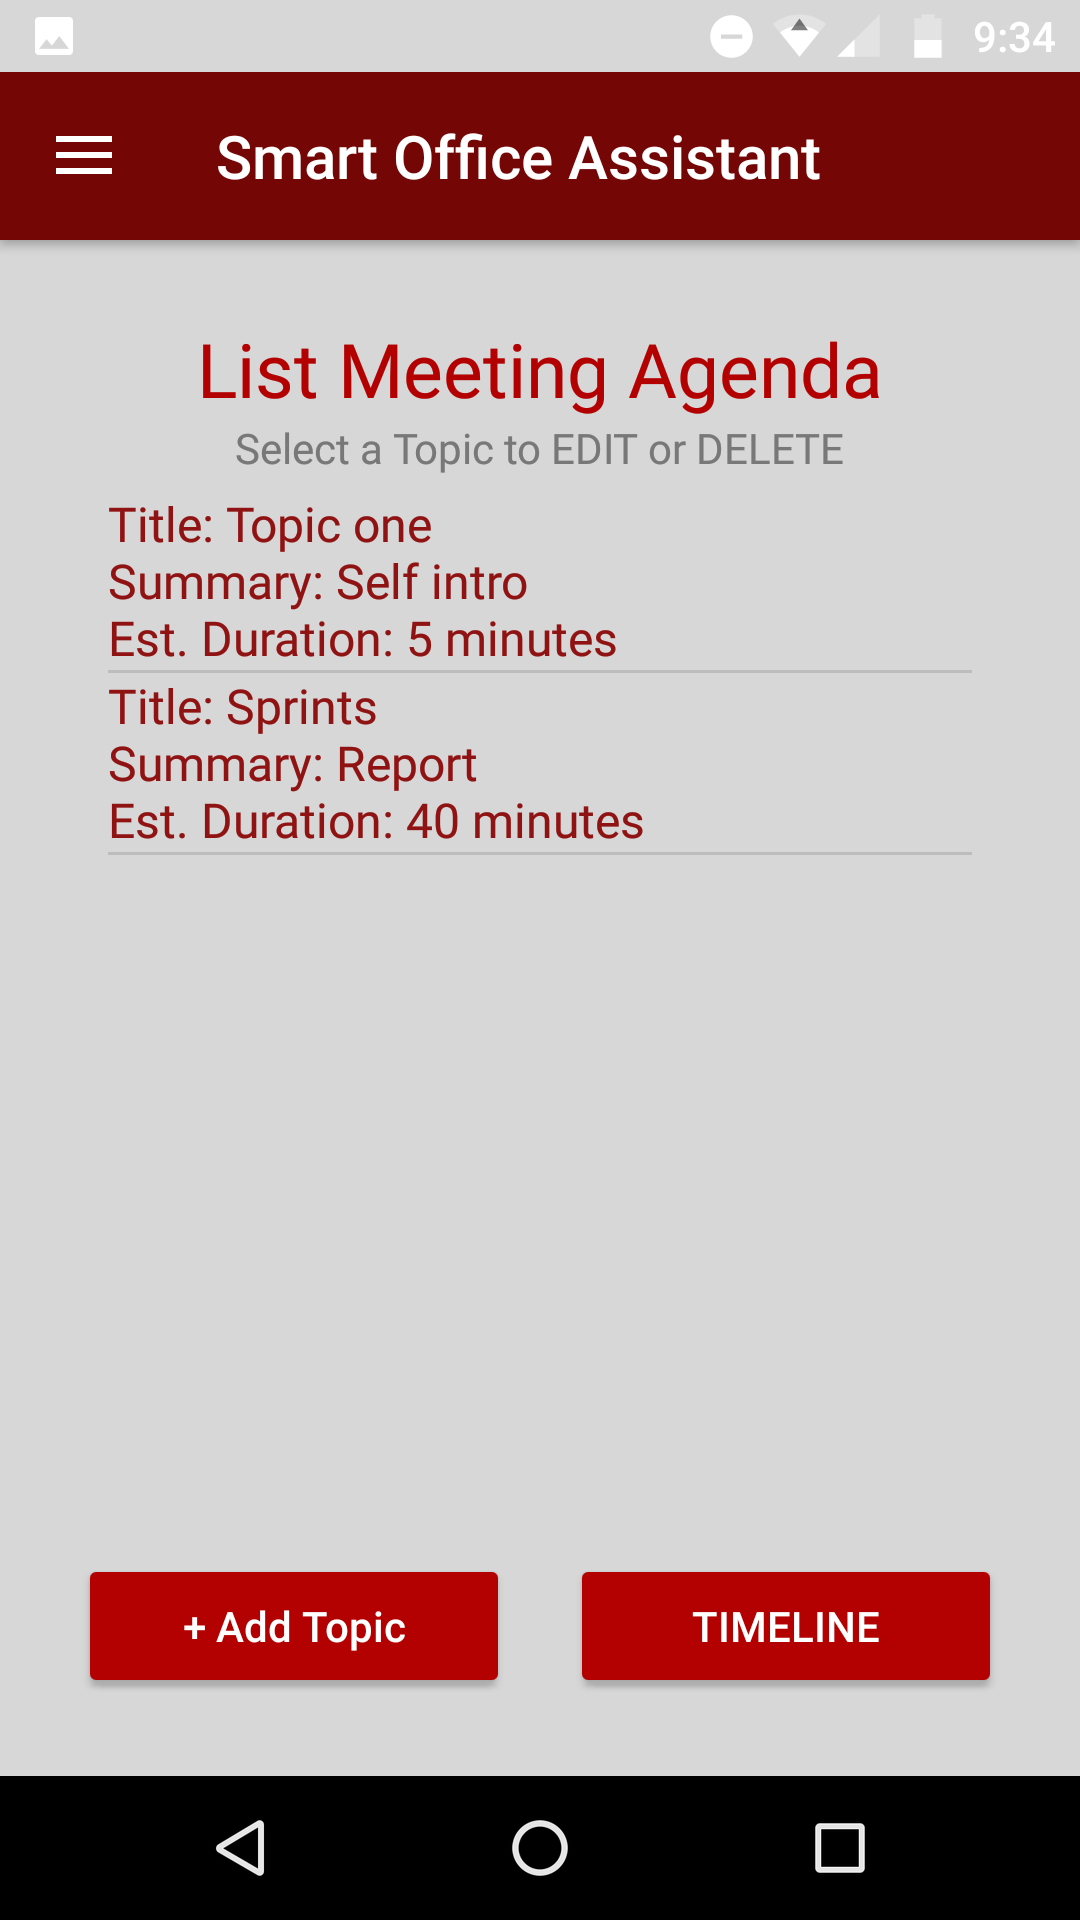 9:34
Smart Office Assistant
List Meeting Agenda
Select a Topic to EDIT or DELETE
Title: Topic one
Summary: Self intro
Est. Duration: 5 minutes
Title: Sprints
Summary: Report
Est. Duration: 40 minutes
+ Add Topic
TIMELINE